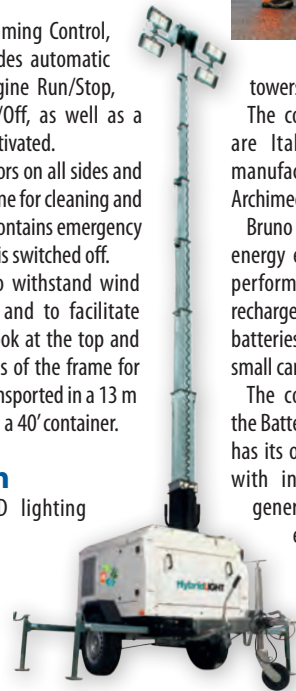 ming Control,
des automatic
gine Run/Stop,
/Off, as well as a
tivated.
ors on all sides and
ne for cleaning and
ontains emergency
is switched off.
o withstand wind
and to facilitate
ok at the top and
s of the frame for
nsported in a 13 m
a 40’ container.
n
D lighting
towers
The co
are Ital
manufac
Archimed
Bruno
energy e
perform
recharge
batteries
small can
The co
the Batte
has its o
with in
gener
e
HybridLIGHT